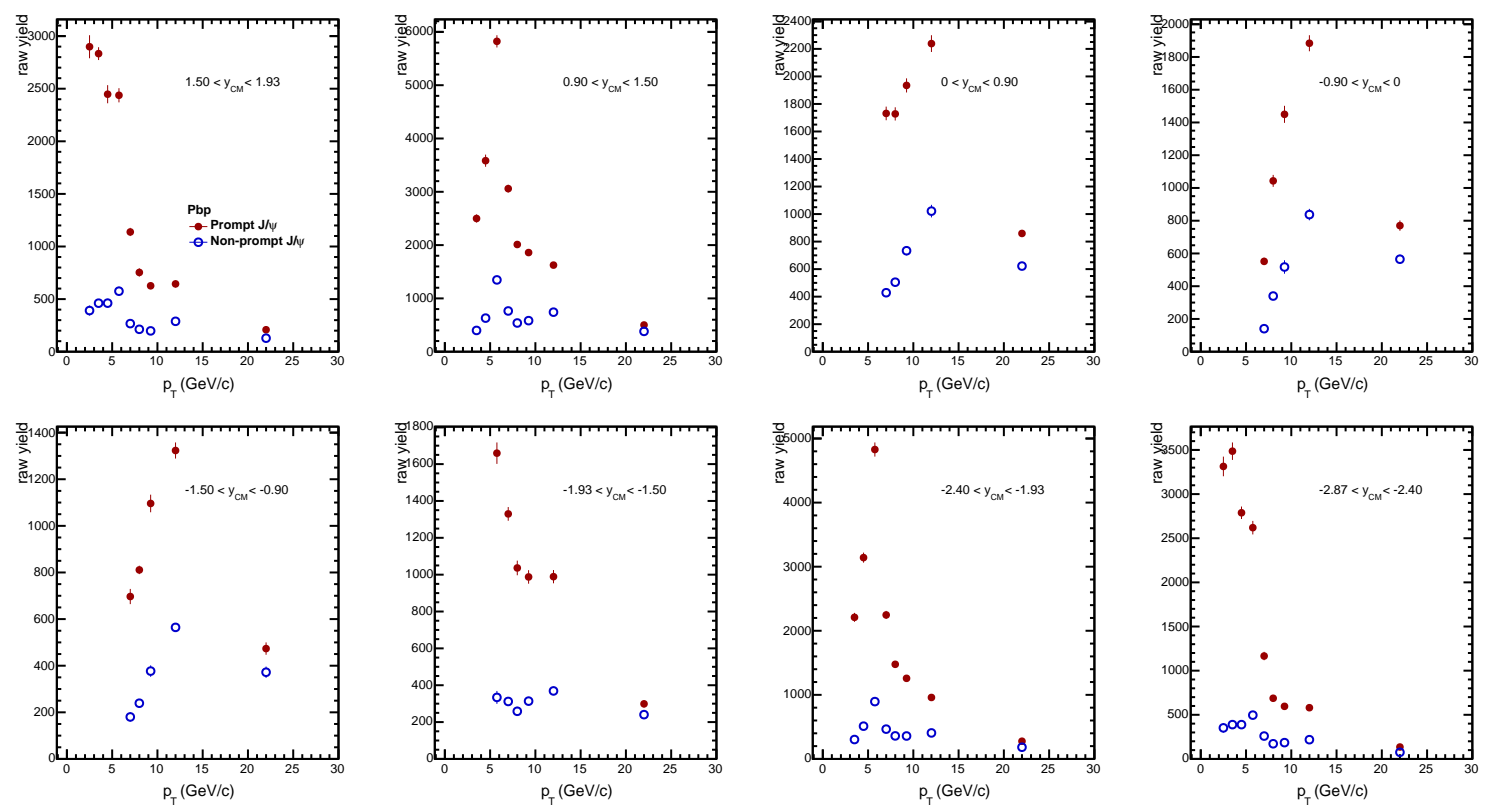 raw yield
3000
2500
2000
1500
1000
500
0
1.50 < y_CM < 1.93
Pbp
Prompt J/ψ
Non-prompt J/ψ
0 5 10 15 20 25 30
p_T (GeV/c)
raw yield
6000
5000
4000
3000
2000
1000
0
0.90 < y_CM < 1.50
0 5 10 15 20 25 30
p_T (GeV/c)
raw yield
2400
2200
2000
1800
1600
1400
1200
1000
800
600
400
200
0
0 < y_CM < 0.90
0 5 10 15 20 25 30
p_T (GeV/c)
raw yield
2000
1800
1600
1400
1200
1000
800
600
400
200
0
-0.90 < y_CM < 0
0 5 10 15 20 25 30
p_T (GeV/c)
raw yield
1400
1200
1000
800
600
400
200
0
-1.50 < y_CM < -0.90
0 5 10 15 20 25 30
p_T (GeV/c)
raw yield
1800
1600
1400
1200
1000
800
600
400
200
0
-1.93 < y_CM < -1.50
0 5 10 15 20 25 30
p_T (GeV/c)
raw yield
5000
4000
3000
2000
1000
0
-2.40 < y_CM < -1.93
0 5 10 15 20 25 30
p_T (GeV/c)
raw yield
3500
3000
2500
2000
1500
1000
500
0
-2.87 < y_CM < -2.40
0 5 10 15 20 25 30
p_T (GeV/c)